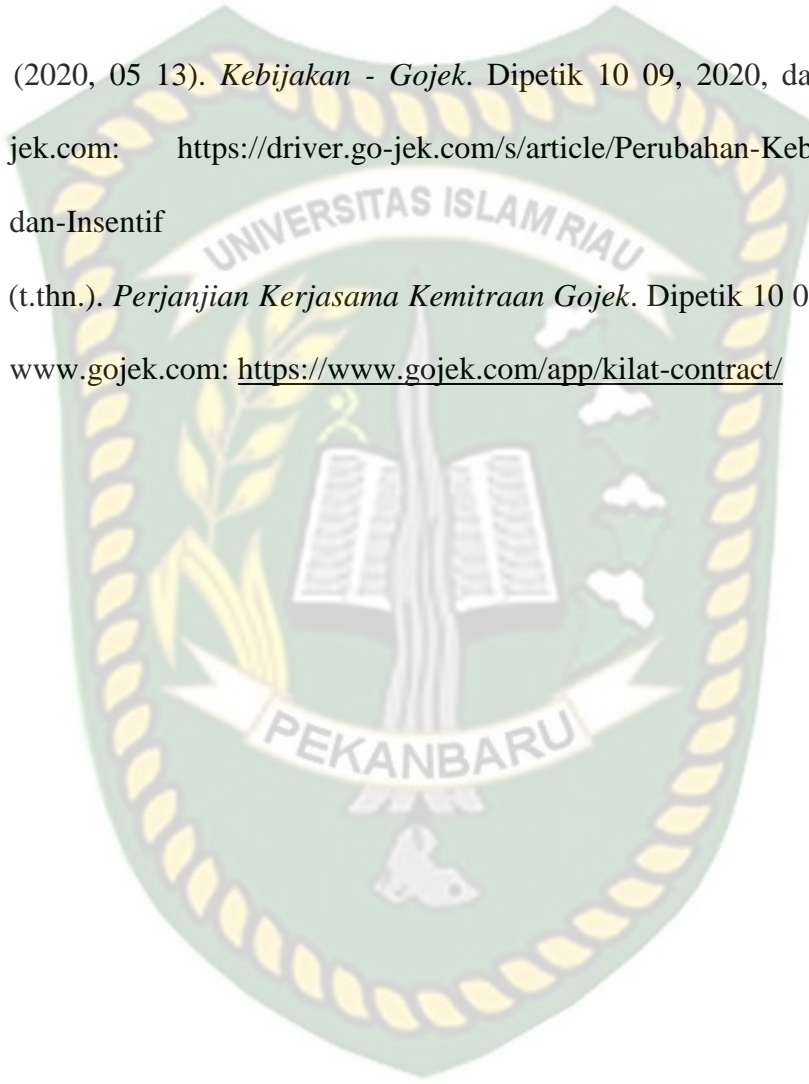 (2020, 05 13). Kebijakan - Gojek. Dipetik 10 09, 2020, da
jek.com: https://driver.go-jek.com/s/article/Perubahan-Keb
dan-Insentif
UNIVERSITAS ISLAM RIAU
(t.thn.). Perjanjian Kerjasama Kemitraan Gojek. Dipetik 10 0
www.gojek.com: https://www.gojek.com/app/kilat-contract/
PEKANBARU